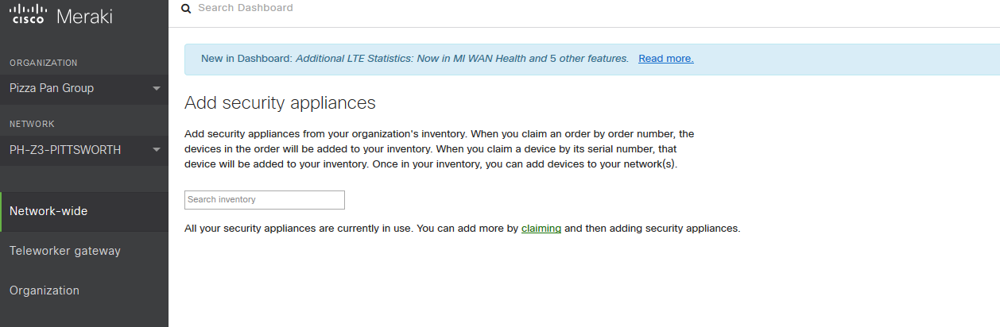 Search Dashboard
CISCO Meraki
New in Dashboard: Additional LTE Statistics: Now in MI WAN Health and 5 other features. Read more.
ORGANIZATION
Pizza Pan Group
NETWORK
PH-Z3-PITTSWORTH
Network-wide
Teleworker gateway
Organization
Add security appliances
Add security appliances from your organization's inventory. When you claim an order by order number, the
devices in the order will be added to your inventory. When you claim a device by its serial number, that
device will be added to your inventory. Once in your inventory, you can add devices to your network(s).
Search inventory
All your security appliances are currently in use. You can add more by claiming and then adding security appliances.